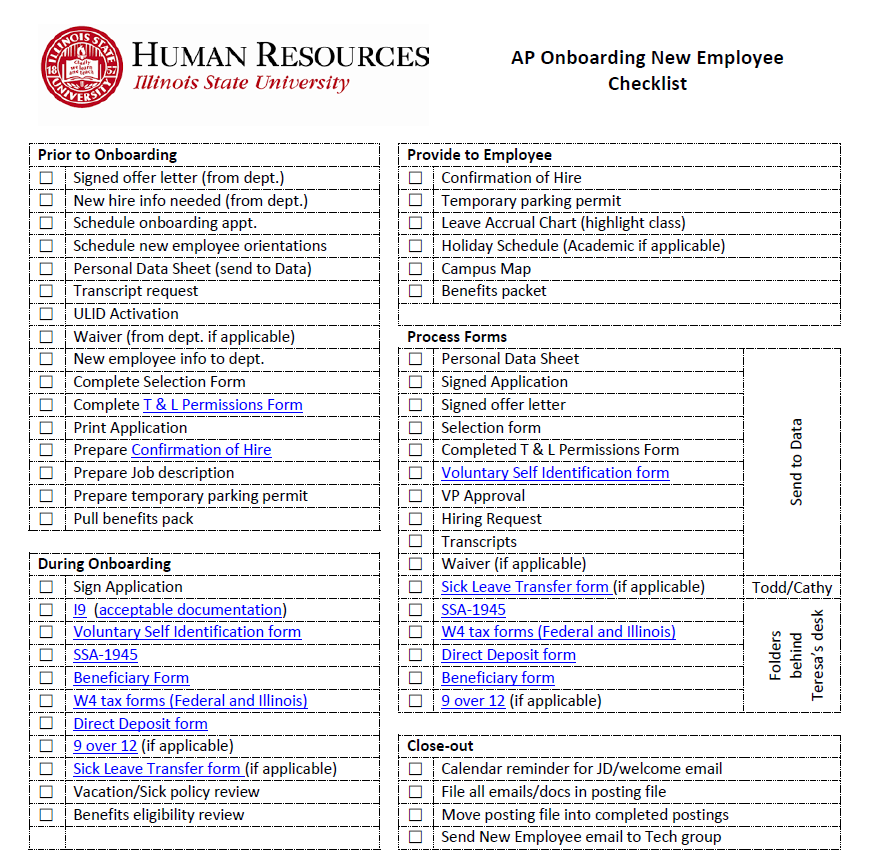 ILLINOIS STATE
UNIVERSITY
18 57
Gladly we learn and teach
HUMAN RESOURCES
Illinois State University
AP Onboarding New Employee
Checklist
Prior to Onboarding
Signed offer letter (from dept.)
New hire info needed (from dept.)
Schedule onboarding appt.
Schedule new employee orientations
Personal Data Sheet (send to Data)
Transcript request
ULID Activation
Waiver (from dept. if applicable)
New employee info to dept.
Complete Selection Form
Complete T & L Permissions Form
Print Application
Prepare Confirmation of Hire
Prepare Job description
Prepare temporary parking permit
Pull benefits pack
During Onboarding
Sign Application
I9 (acceptable documentation)
Voluntary Self Identification form
SSA-1945
Beneficiary Form
W4 tax forms (Federal and Illinois)
Direct Deposit form
9 over 12 (if applicable)
Sick Leave Transfer form (if applicable)
Vacation/Sick policy review
Benefits eligibility review
Provide to Employee
Confirmation of Hire
Temporary parking permit
Leave Accrual Chart (highlight class)
Holiday Schedule (Academic if applicable)
Campus Map
Benefits packet
Process Forms
Personal Data Sheet
Signed Application
Signed offer letter
Selection form
Completed T & L Permissions Form
Voluntary Self Identification form
VP Approval
Hiring Request
Transcripts
Waiver (if applicable)
Send to Data
Sick Leave Transfer form (if applicable)
Todd/Cathy
SSA-1945
W4 tax forms (Federal and Illinois)
Direct Deposit form
Beneficiary form
9 over 12 (if applicable)
Folders
behind
Teresa's desk
Close-out
Calendar reminder for JD/welcome email
File all emails/docs in posting file
Move posting file into completed postings
Send New Employee email to Tech group